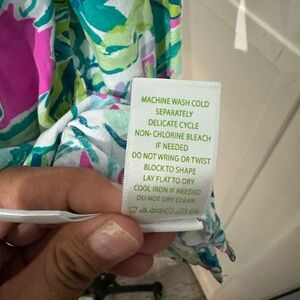 MACHINE WASH COLD
SEPARATELY
DELICATE CYCLE
NON- CHLORINE BLEACH
IF NEEDED
DO NOT WRING OR TWIST
BLOCK TO SHAPE
LAY FLAT TO DRY
COOL IRON IF NEEDED
DO NOT DRY CLEAN